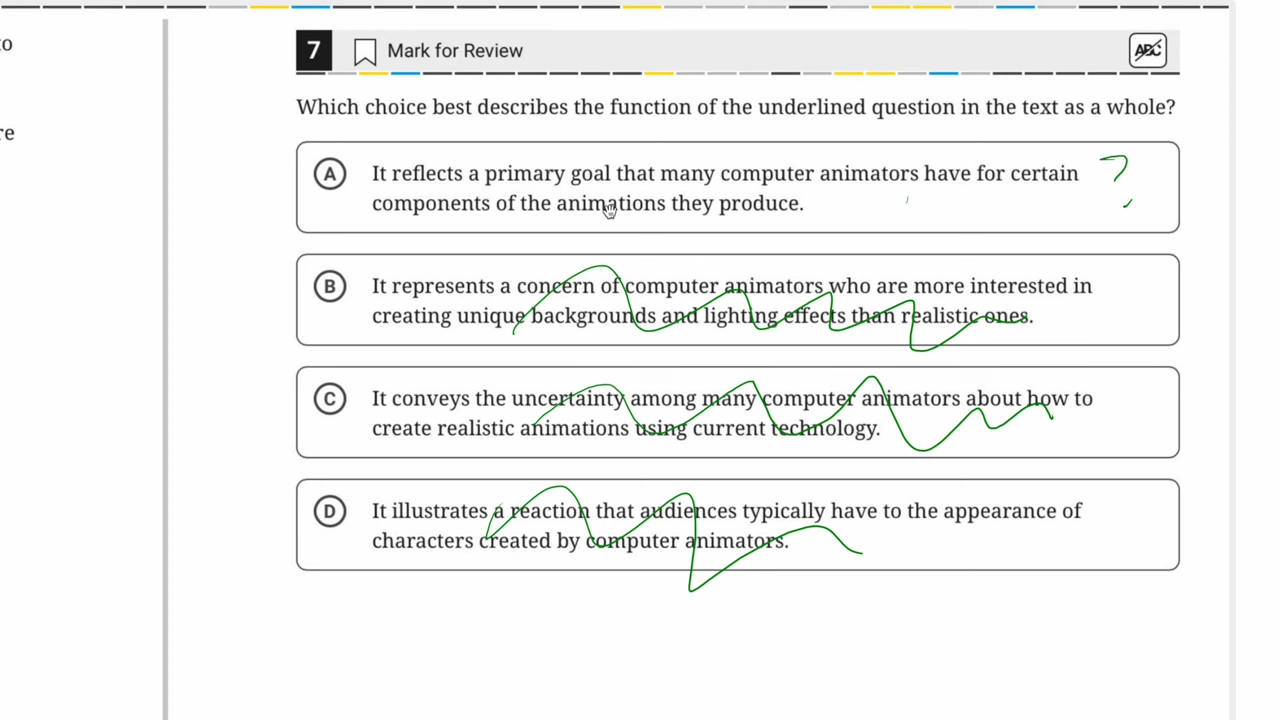 to
re
7 Mark for Review ABC
Which choice best describes the function of the underlined question in the text as a whole?
A It reflects a primary goal that many computer animators have for certain
components of the animations they produce.
?
B It represents a concern of computer animators who are more interested in
creating unique backgrounds and lighting effects than realistic ones.
C It conveys the uncertainty among many computer animators about how to
create realistic animations using current technology.
D It illustrates a reaction that audiences typically have to the appearance of
characters created by computer animators.